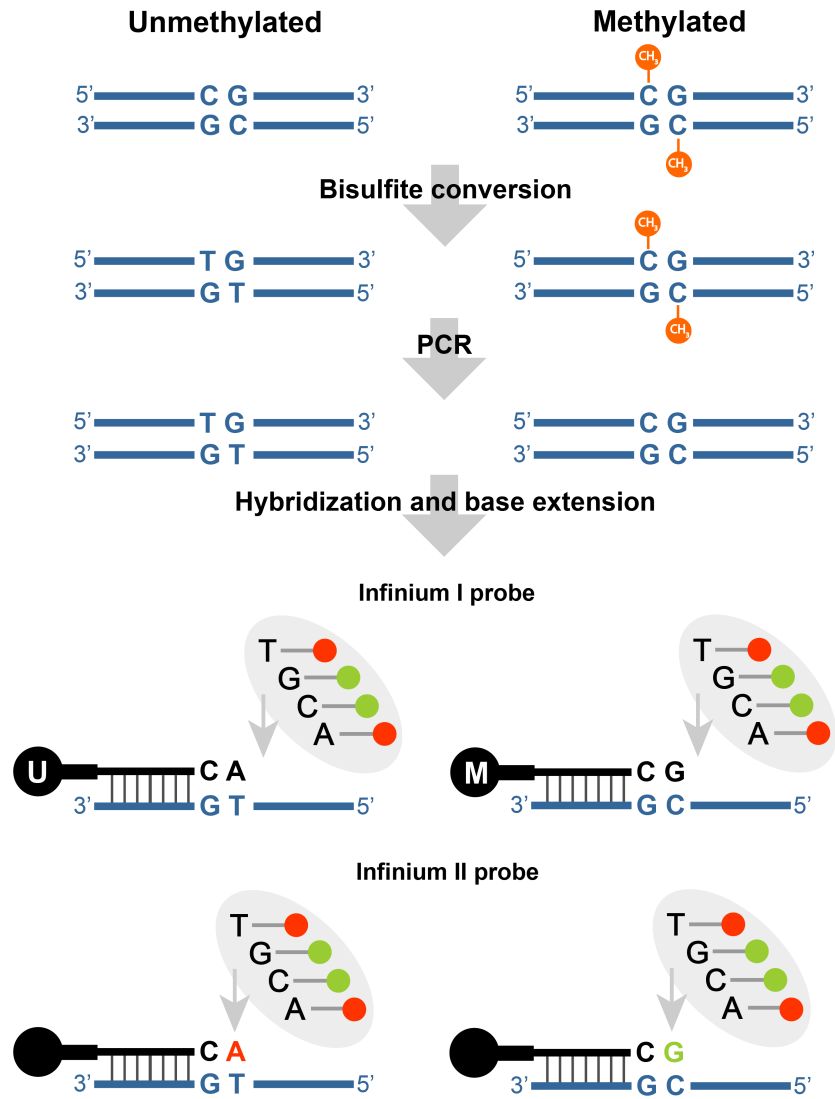 Unmethylated Methylated
CH3
5’ C G 3’ 5’ C G 3’
3’ G C 5’ 3’ G C 5’
CH3
Bisulfite conversion
CH3
5’ T G 3’ 5’ C G 3’
3’ G T 5’ 3’ G C 5’
CH3
PCR
5’ T G 3’ 5’ C G 3’
3’ G T 5’ 3’ G C 5’
Hybridization and base extension
Infinium I probe
T T
G G
C C
A A
U C A M C G
3’ G T 5’ 3’ G C 5’
Infinium II probe
T T
G G
C C
A A
C A C G
3’ G T 5’ 3’ G C 5’